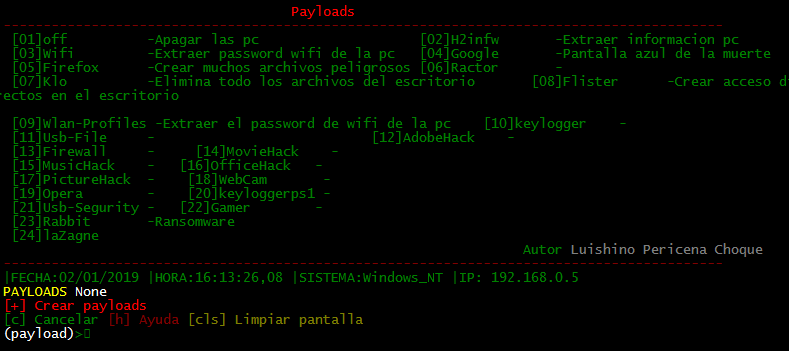 Payloads
[01]off -Apagar las pc [02]H2infw -Extraer informacion pc
[03]Wifi -Extraer password wifi de la pc [04]Google -Pantalla azul de la muerte
[05]Firefox -Crear muchos archivos peligrosos [06]Ractor -
[07]Klo -Elimina todo los archivos del escritorio [08]Flister -Crear acceso di
rectos en el escritorio
[09]Wlan-Profiles -Extraer el password de wifi de la pc [10]keylogger -
[11]Usb-File - [12]AdobeHack -
[13]Firewall - [14]MovieHack -
[15]MusicHack - [16]OfficeHack -
[17]PictureHack - [18]WebCam -
[19]Opera - [20]keyloggerps1 -
[21]Usb-Segurity - [22]Gamer -
[23]Rabbit -Ransomware
[24]laZagne
Autor Luishino Pericena Choque
|FECHA:02/01/2019 |HORA:16:13:26,08 |SISTEMA:Windows_NT |IP: 192.168.0.5
PAYLOADS None
[+] Crear payloads
[c] Cancelar [h] Ayuda [cls] Limpiar pantalla
(payload)>